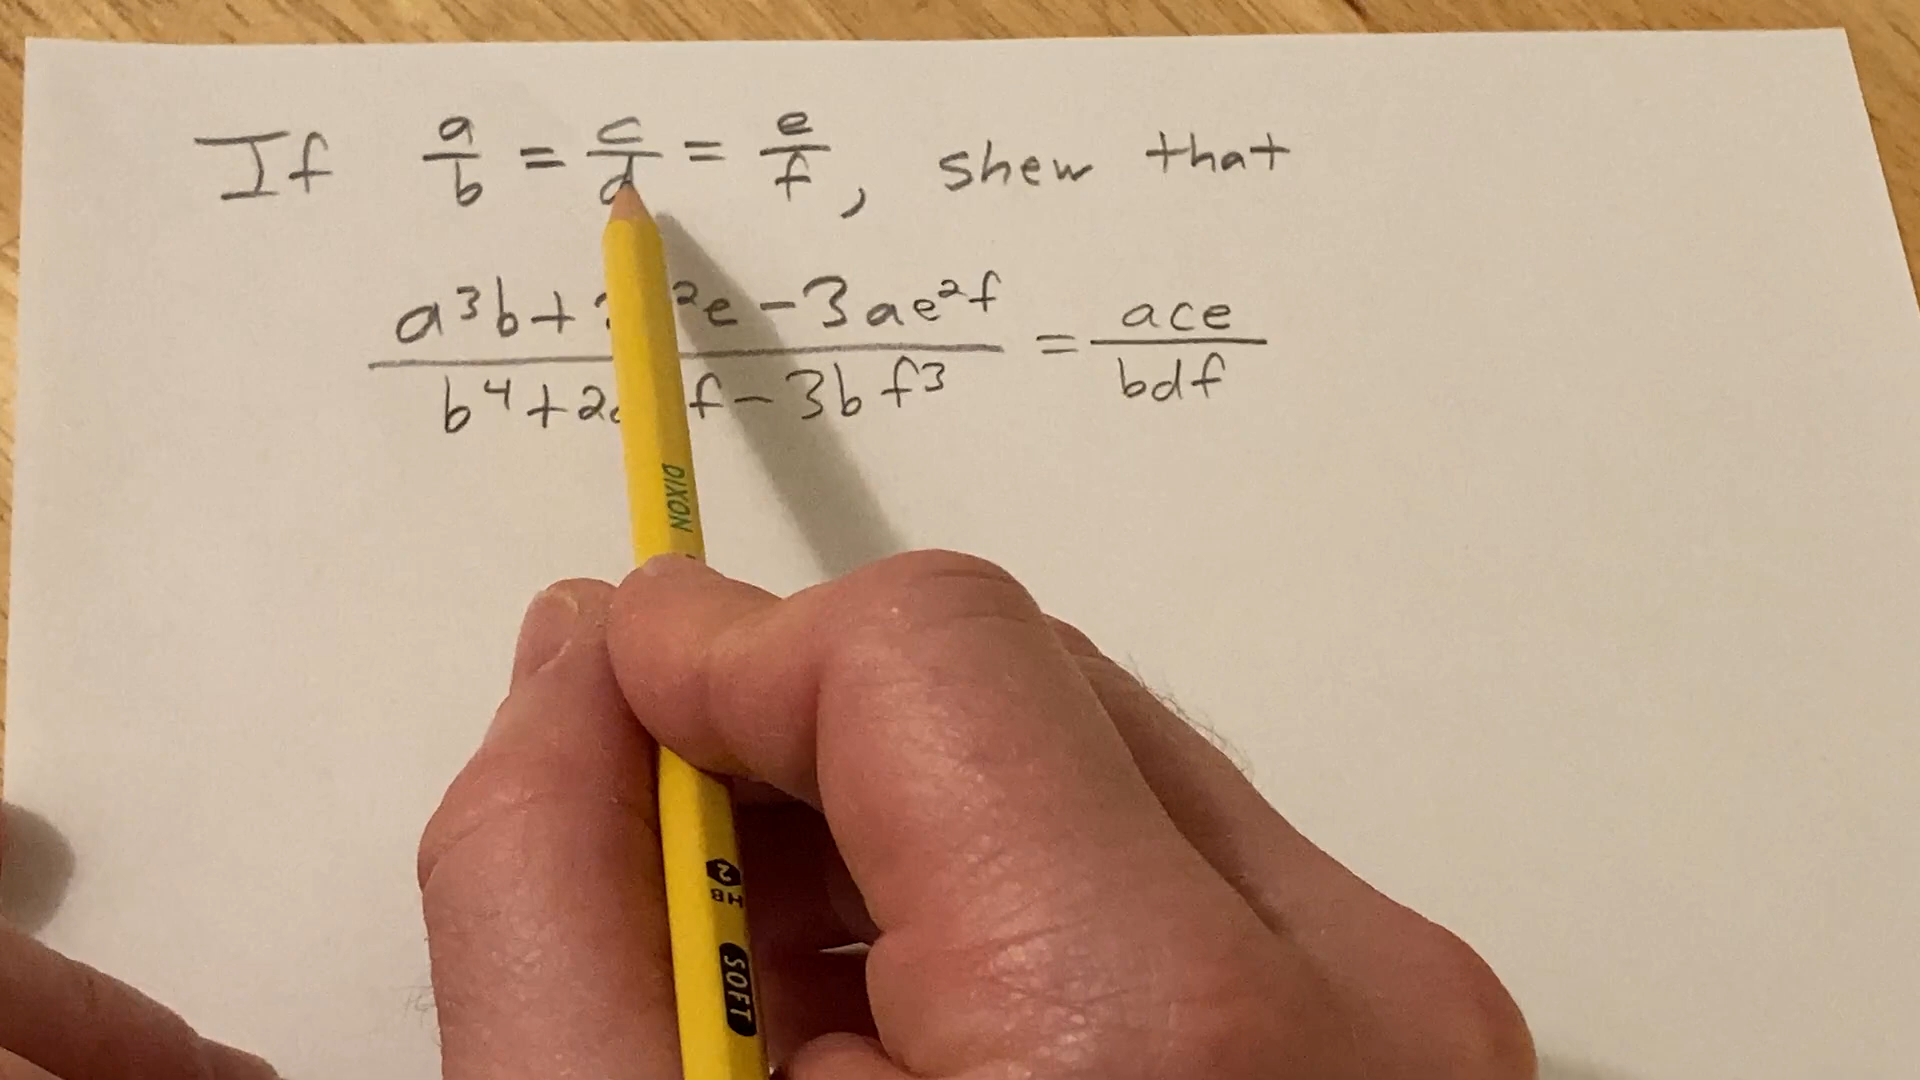 If a/b = c/d = e/f, shew that
a³b + ²e - 3ae²f / b⁴ + 2 f - 3bf³ = ace / bdf
DIXON
2
HB
SOFT